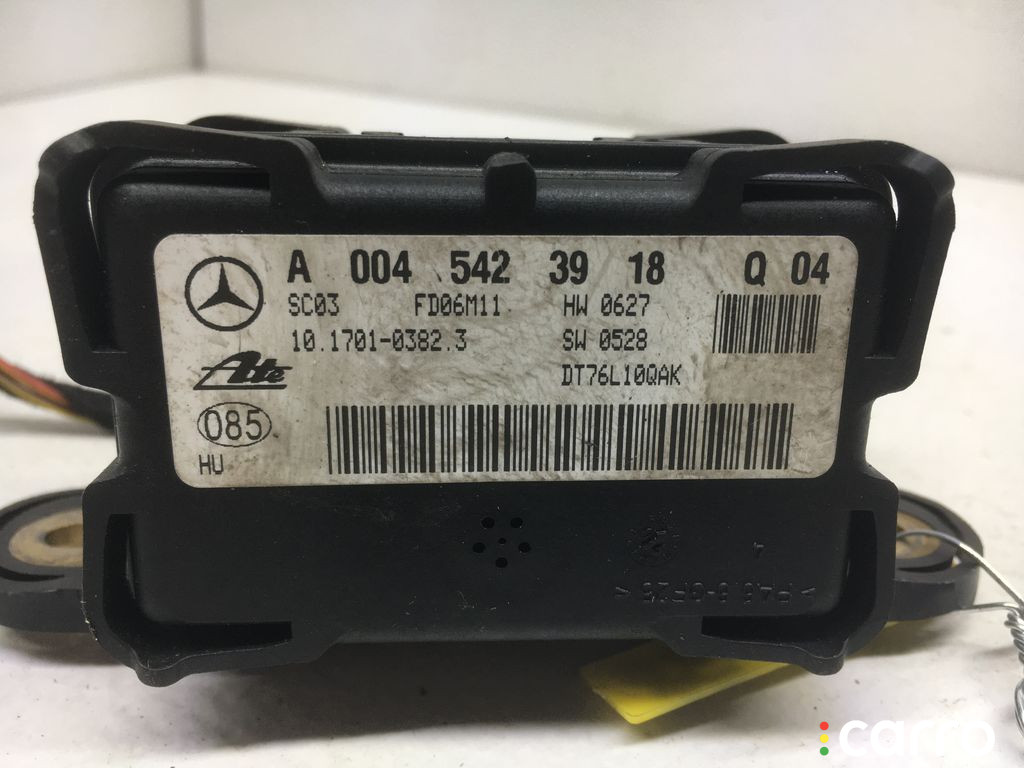 A 004 542 39 18 Q 04
SC03 FD06M11 HW 0627
10.1701-0382.3 SW 0528
Ate DT76L10QAK
085
HU
4